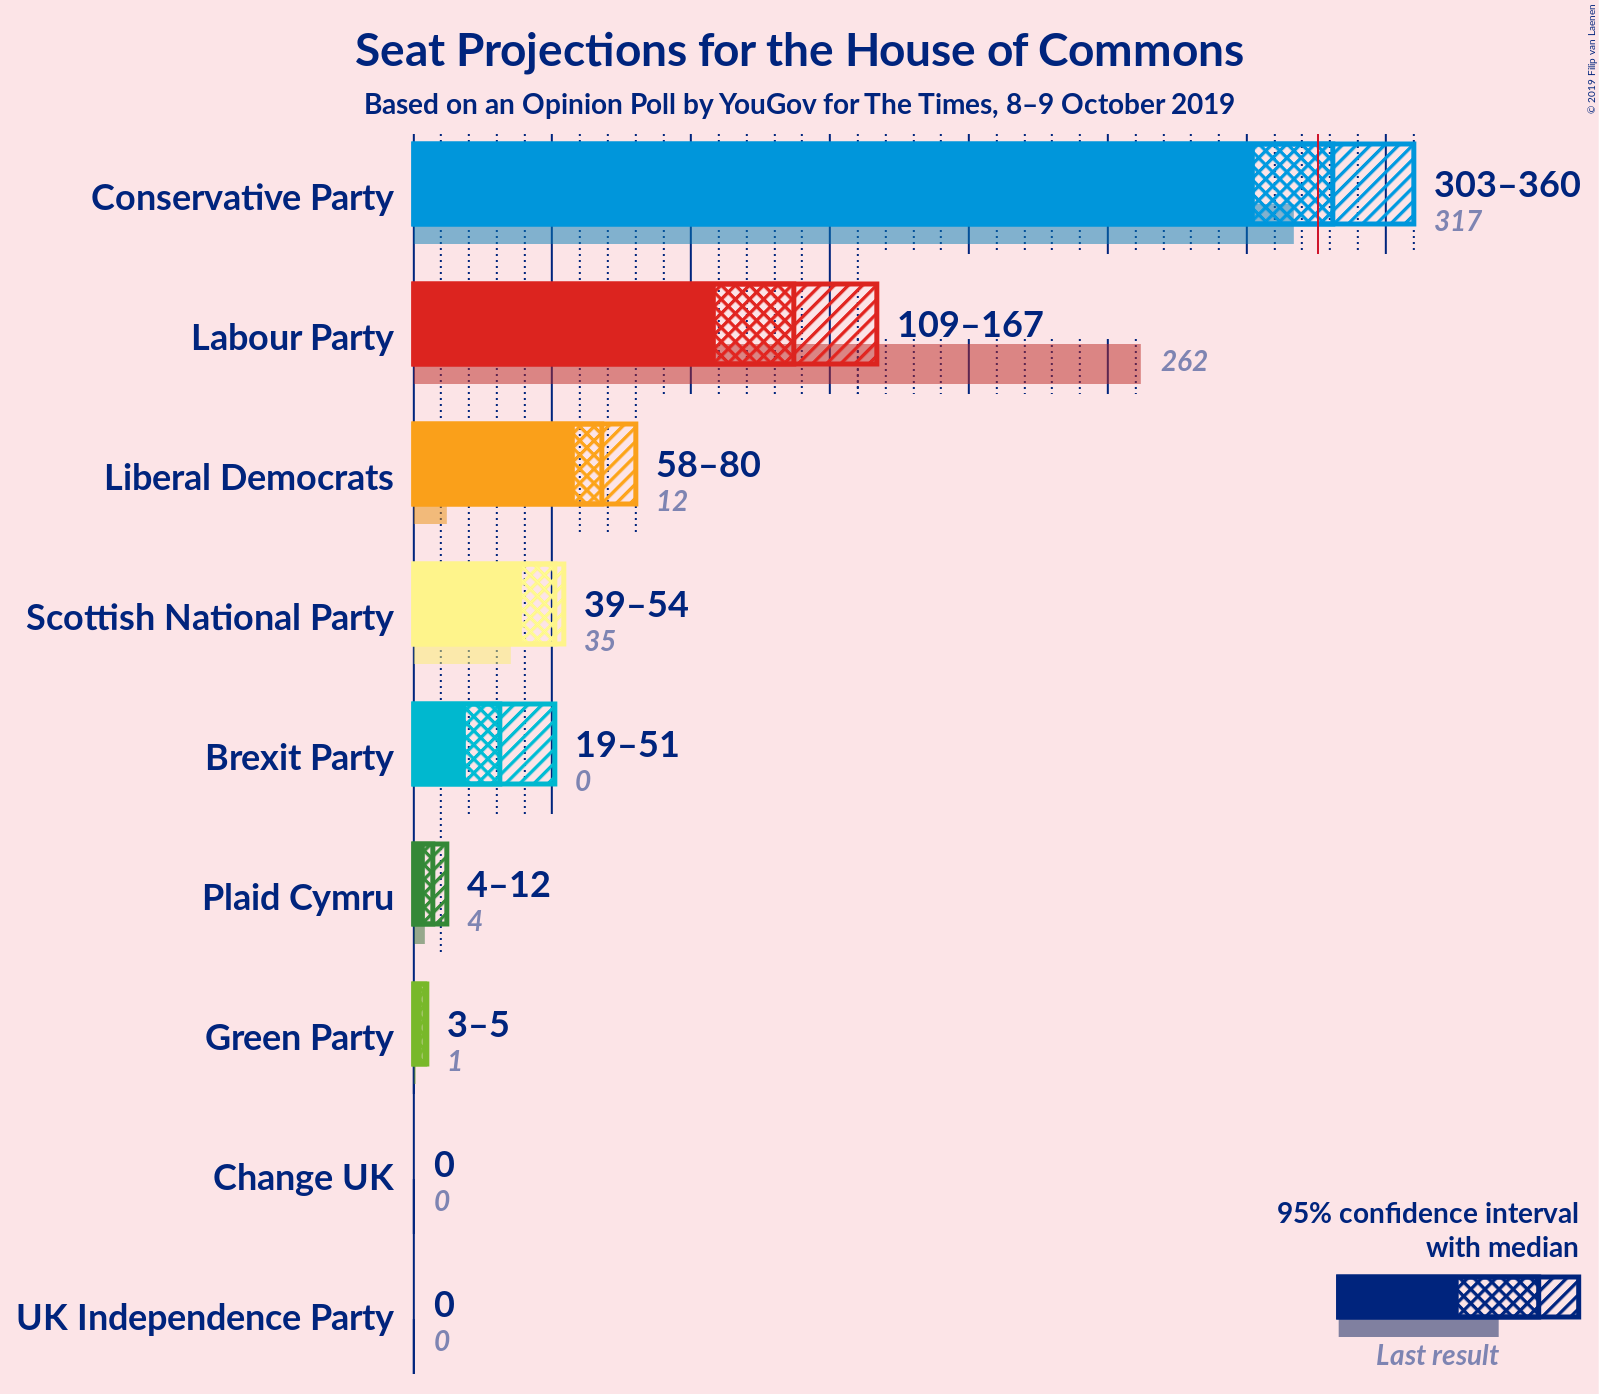 Seat Projections for the House of Commons
Based on an Opinion Poll by YouGov for The Times, 8–9 October 2019
© 2019 Filip van Laenen
Conservative Party
303–360
317
Labour Party
109–167
262
Liberal Democrats
58–80
12
Scottish National Party
39–54
35
Brexit Party
19–51
0
Plaid Cymru
4–12
4
Green Party
3–5
1
Change UK
0
0
UK Independence Party
0
0
95% confidence interval
with median
Last result